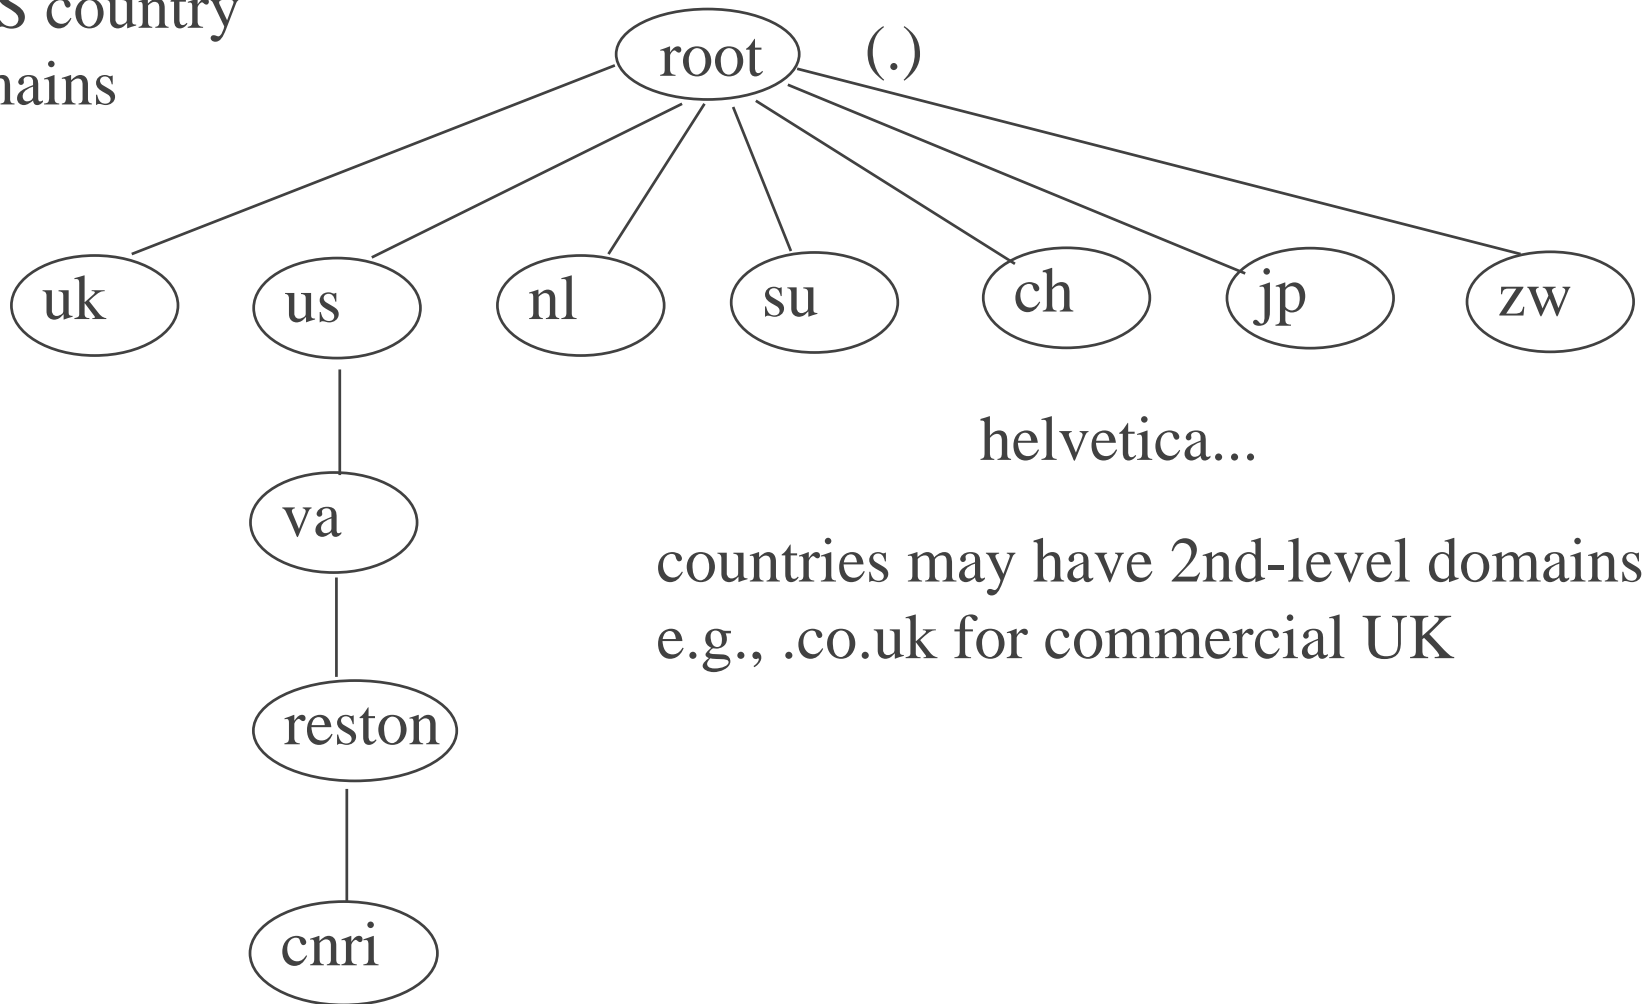 country
root (.)
uk us nl su ch jp zw
helvetica...
va
countries may have 2nd-level domains
e.g., .co.uk for commercial UK
reston
cnri